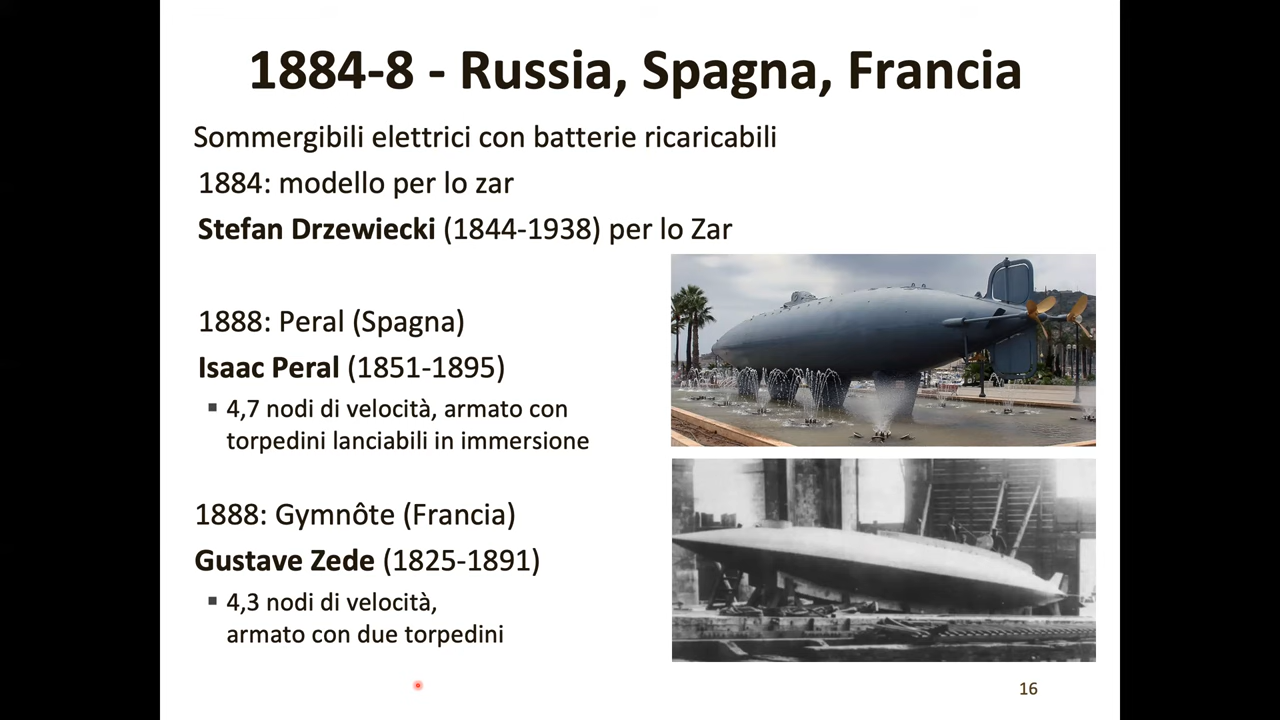 1884-8 - Russia, Spagna, Francia
Sommergibili elettrici con batterie ricaricabili
1884: modello per lo zar
Stefan Drzewiecki (1844-1938) per lo Zar
1888: Peral (Spagna)
Isaac Peral (1851-1895)
▪ 4,7 nodi di velocità, armato con
torpedini lanciabili in immersione
1888: Gymnôte (Francia)
Gustave Zede (1825-1891)
▪ 4,3 nodi di velocità,
armato con due torpedini
16